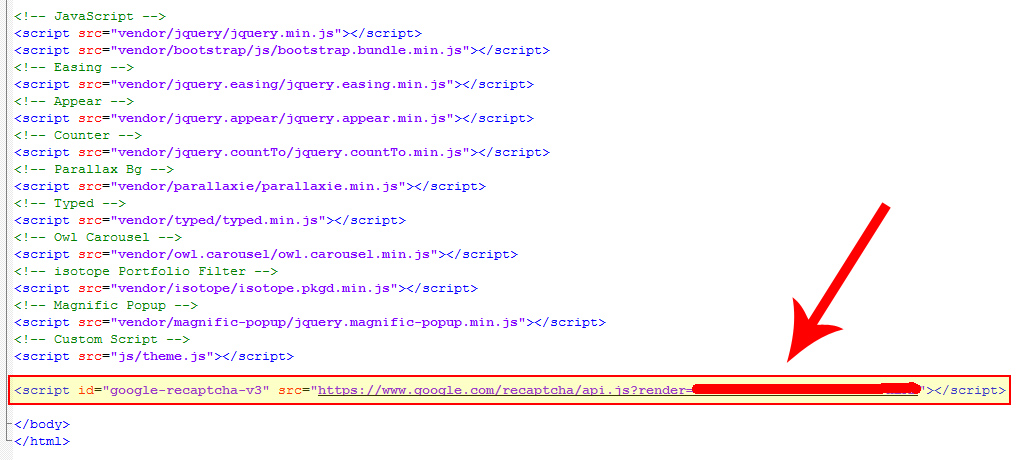 <!-- JavaScript -->
<script src="vendor/jquery/jquery.min.js"></script>
<script src="vendor/bootstrap/js/bootstrap.bundle.min.js"></script>
<!-- Easing -->
<script src="vendor/jquery.easing/jquery.easing.min.js"></script>
<!-- Appear -->
<script src="vendor/jquery.appear/jquery.appear.min.js"></script>
<!-- Counter -->
<script src="vendor/jquery.countTo/jquery.countTo.min.js"></script>
<!-- Parallax Bg -->
<script src="vendor/parallaxie/parallaxie.min.js"></script>
<!-- Typed -->
<script src="vendor/typed/typed.min.js"></script>
<!-- Owl Carousel -->
<script src="vendor/owl.carousel/owl.carousel.min.js"></script>
<!-- isotope Portfolio Filter -->
<script src="vendor/isotope/isotope.pkgd.min.js"></script>
<!-- Magnific Popup -->
<script src="vendor/magnific-popup/jquery.magnific-popup.min.js"></script>
<!-- Custom Script -->
<script src="js/theme.js"></script>
<script id="google-recaptcha-v3" src="https://www.google.com/recaptcha/api.js?render="></script>
</body>
</html>